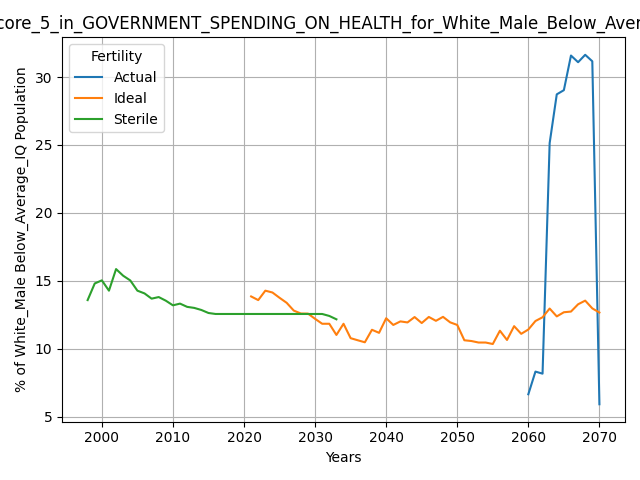 core_5_in_GOVERNMENT_SPENDING_ON_HEALTH_for_White_Male_Below_Aver
Fertility
Actual
Ideal
Sterile
% of White_Male Below_Average_IQ Population
30
25
20
15
10
5
2000 2010 2020 2030 2040 2050 2060 2070
Years